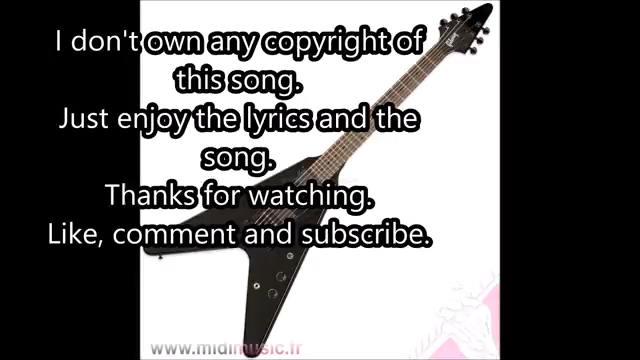 Gibson
I don't own any copyright of
this song.
Just enjoy the lyrics and the
song.
Thanks for watching.
Like, comment and subscribe.
www.midimusic.fr